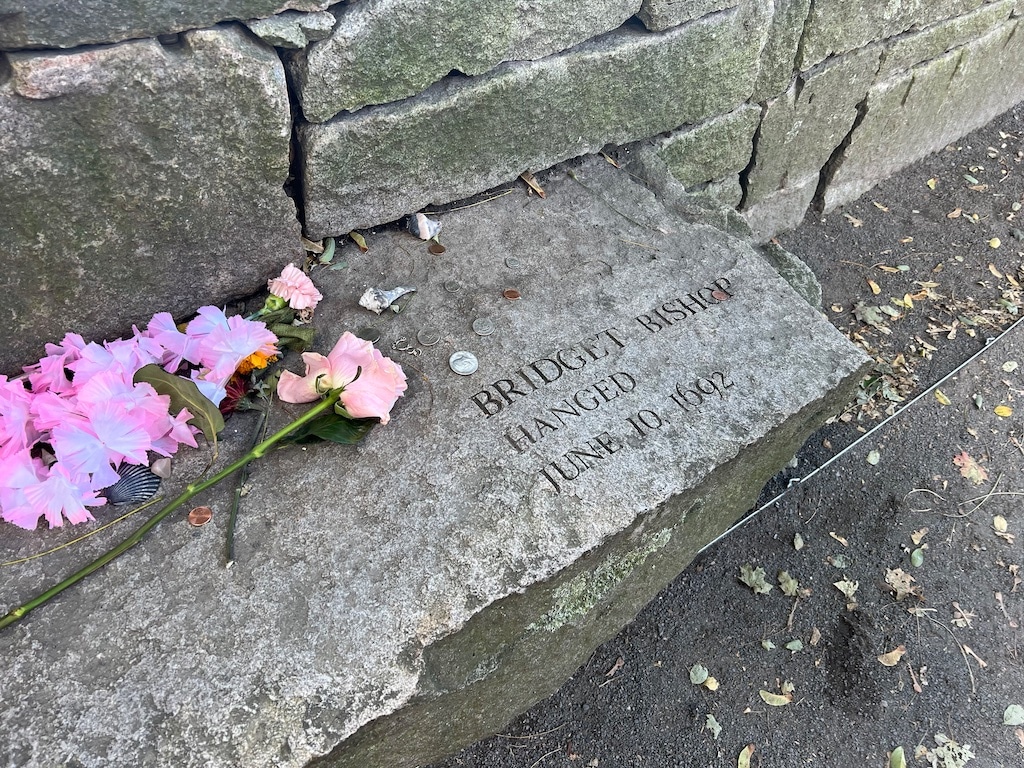 BRIDGET BISHOP
HANGED
JUNE 10, 1692